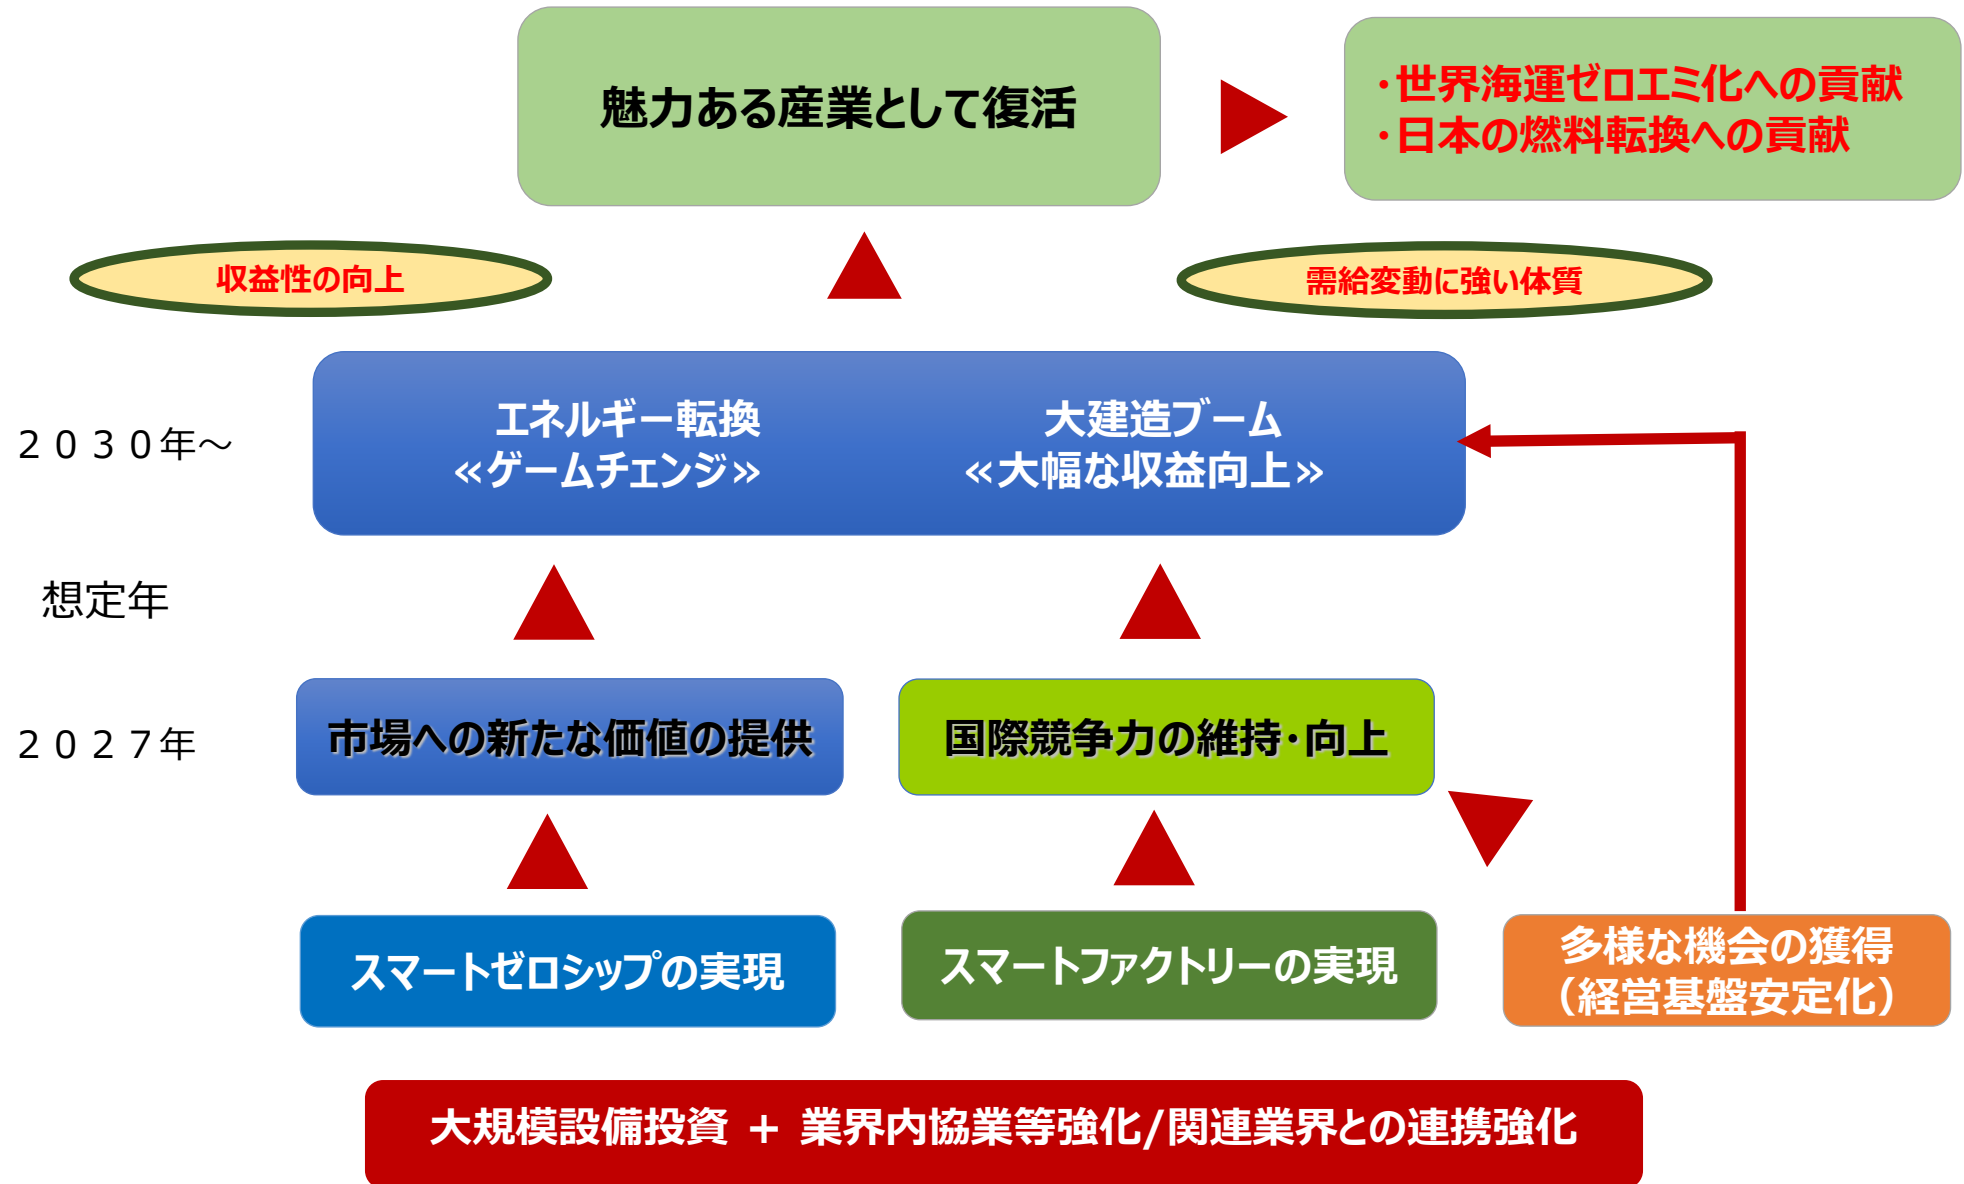 魅力ある産業として復活
・世界海運ゼロエミ化への貢献
・日本の燃料転換への貢献
収益性の向上
需給変動に強い体質
２０３０年～
エネルギー転換
≪ゲームチェンジ≫
大建造ブーム
≪大幅な収益向上≫
想定年
２０２７年
市場への新たな価値の提供
国際競争力の維持・向上
スマートゼロシップの実現
スマートファクトリーの実現
多様な機会の獲得
（経営基盤安定化）
大規模設備投資 + 業界内協業等強化/関連業界との連携強化